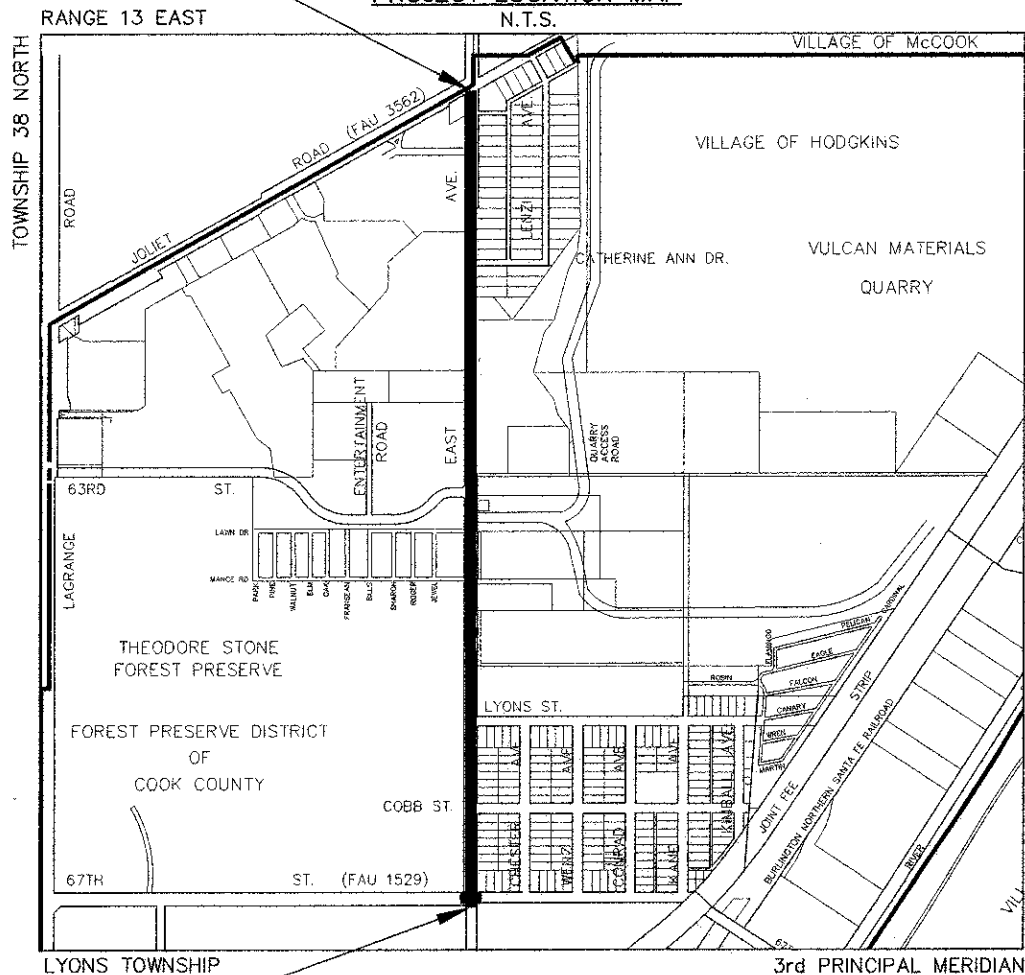 PROJECT LOCATION MAP
N.T.S.
RANGE 13 EAST
TOWNSHIP 38 NORTH
VILLAGE OF McCOOK
ROAD
JOLIET ROAD (FAU 3562)
EAST AVE.
LENZI AVE.
VILLAGE OF HODGKINS
CATHERINE ANN DR.
VULCAN MATERIALS
QUARRY
ENTERTAINMENT
ROAD
QUARRY
ACCESS
ROAD
63RD ST.
LAGRANGE
LAWN DR
MANCE RD
PARK
PINE
WALNUT
ELM
OAK
BILLS
SHARON
ROGER
JEWEL
THEODORE STONE
FOREST PRESERVE
FOREST PRESERVE DISTRICT
OF
COOK COUNTY
FLAMINGO
PELICAN
CARDINAL
EAGLE
ROBIN
FALCON
CANARY
WREN
MARTIN
LYONS ST.
COBB ST.
CHESTER AVE
WENZ AVE
CONRAD AVE
KANE AVE
KIMBALL AVE.
JOINT FEE STRIP
BURLINGTON NORTHERN SANTA FE RAILROAD
RIVER
67TH ST. (FAU 1529)
LYONS TOWNSHIP
3rd PRINCIPAL MERIDIAN